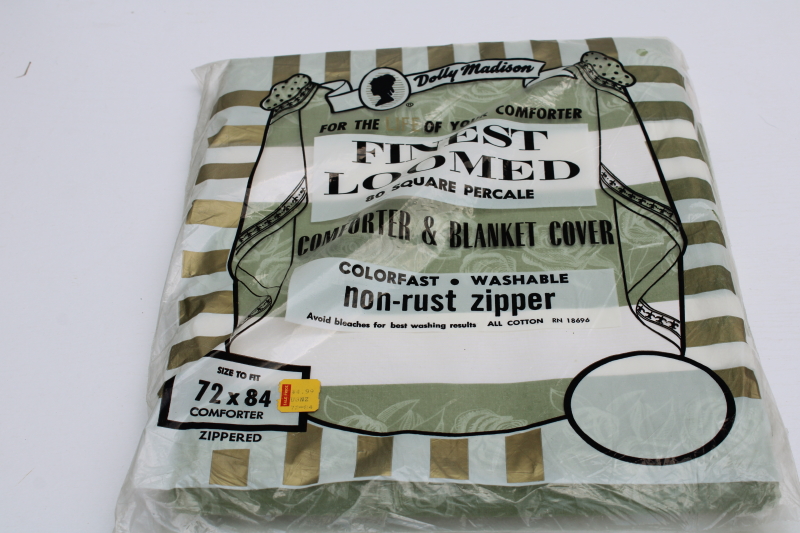 Dolly Madison
®
FOR THE LIFE OF YOUR COMFORTER
FINEST
LOOMED
80 SQUARE PERCALE
COMFORTER & BLANKET COVER
COLORFAST • WASHABLE
non-rust zipper
Avoid bleaches for best washing results ALL COTTON RN 18696
SIZE TO FIT
72 x 84
COMFORTER
ZIPPERED